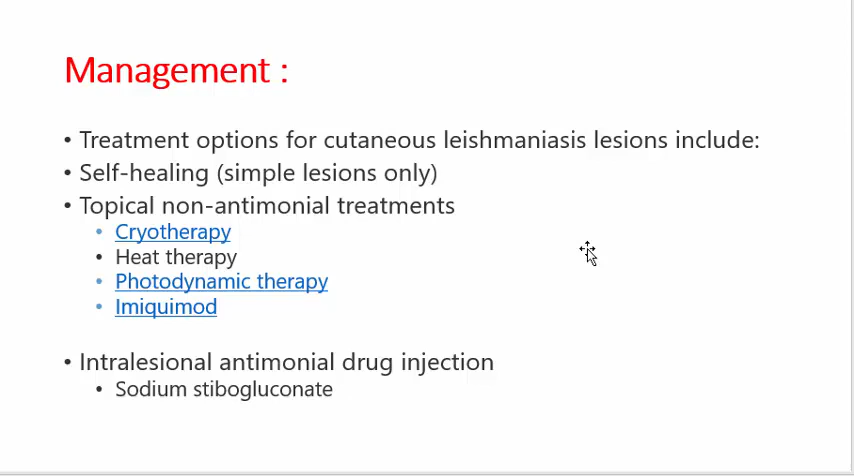 Management :
• Treatment options for cutaneous leishmaniasis lesions include:
• Self-healing (simple lesions only)
• Topical non-antimonial treatments
• Cryotherapy
• Heat therapy
• Photodynamic therapy
• Imiquimod
• Intralesional antimonial drug injection
• Sodium stibogluconate